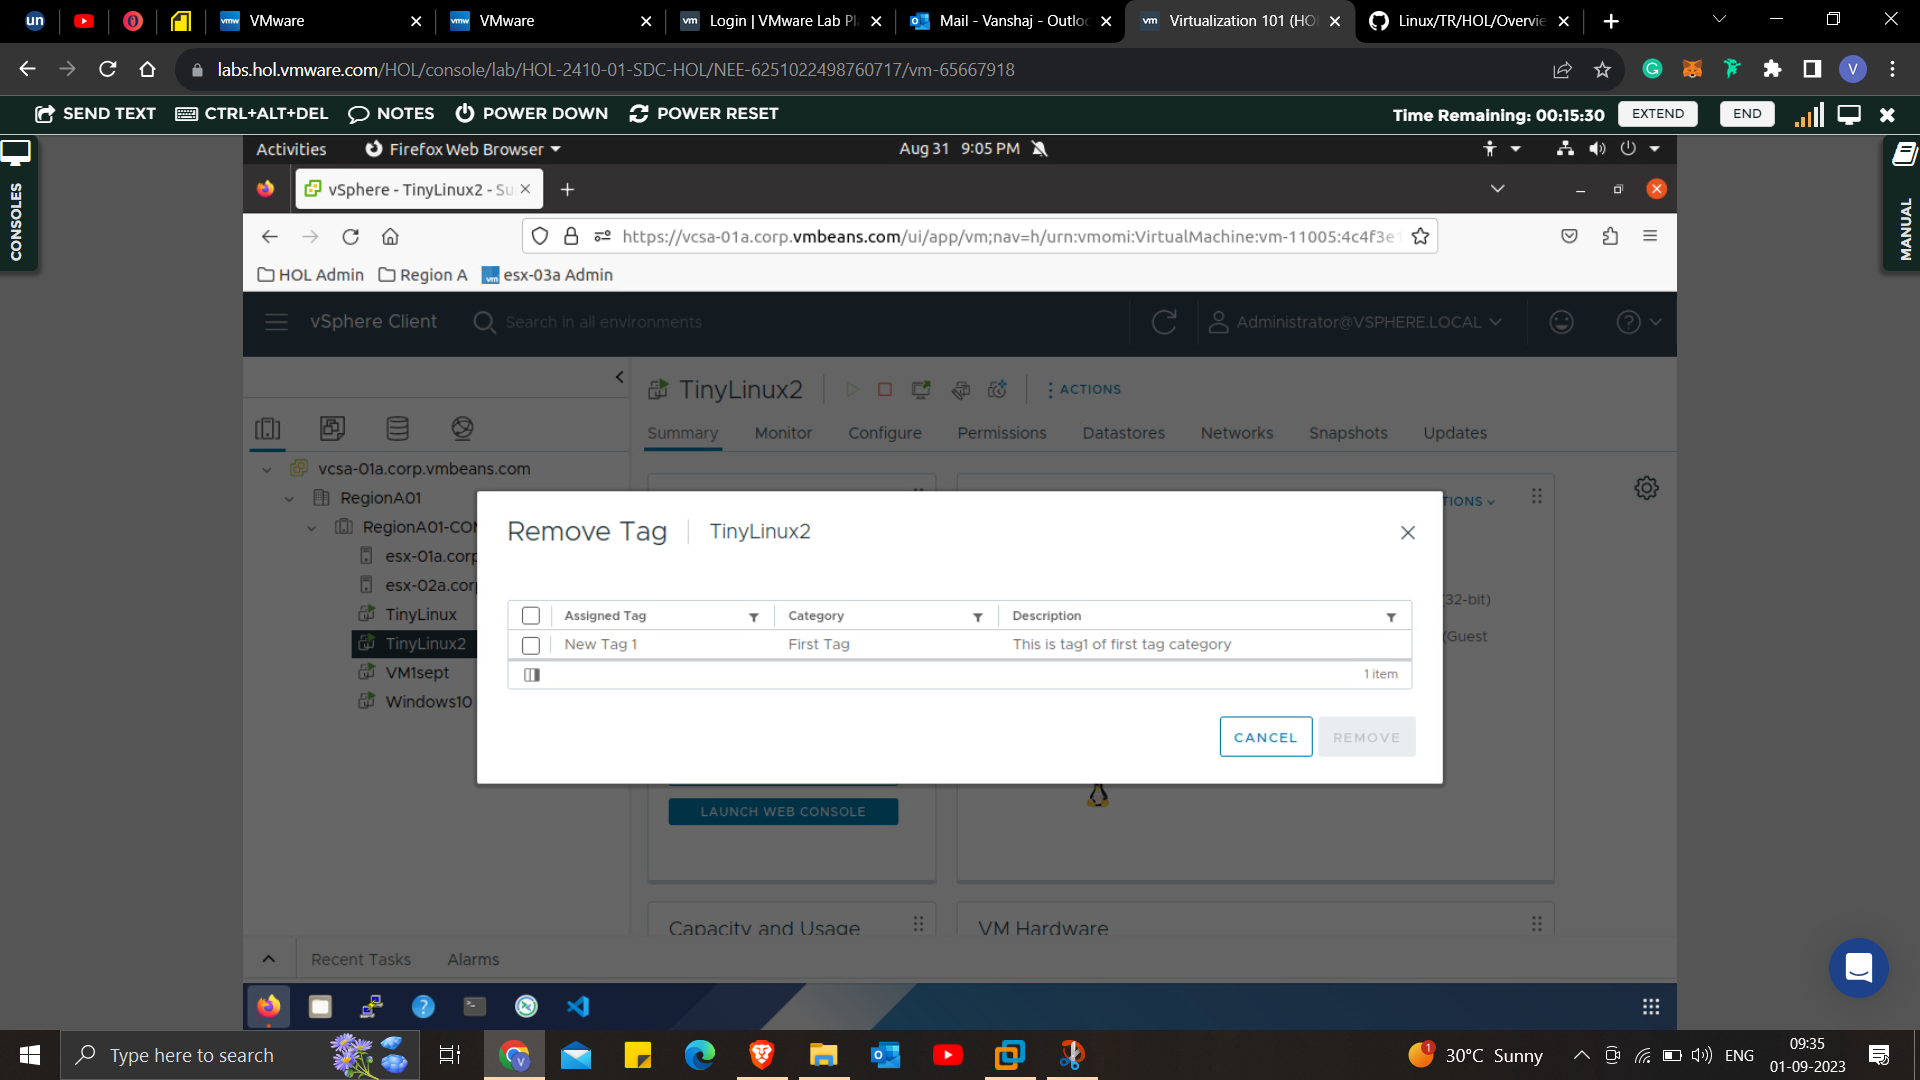 un
VMware
VMware
Login | VMware Lab Pl
Mail - Vanshaj - Outloo
Virtualization 101 (HO
Linux/TR/HOL/Overvie
labs.hol.vmware.com/HOL/console/lab/HOL-2410-01-SDC-HOL/NEE-6251022498760717/vm-65667918
V
SEND TEXT
CTRL+ALT+DEL
NOTES
POWER DOWN
POWER RESET
Time Remaining: 00:15:30
EXTEND
END
CONSOLES
MANUAL
Activities
Firefox Web Browser
Aug 31 9:05 PM
vSphere - TinyLinux2 - Su
https://vcsa-01a.corp.vmbeans.com/ui/app/vm;nav=h/urn:vmomi:VirtualMachine:vm-11005:4c4f3e1
HOL Admin
Region A
esx-03a Admin
vSphere Client
Search in all environments
Administrator@VSPHERE.LOCAL
TinyLinux2
ACTIONS
Summary
Monitor
Configure
Permissions
Datastores
Networks
Snapshots
Updates
vcsa-01a.corp.vmbeans.com
RegionA01
RegionA01-COM
esx-01a.corp
esx-02a.corp
TinyLinux
TinyLinux2
VM1sept
Windows10
TIONS
(32-bit)
(Guest
Remove Tag
TinyLinux2
Assigned Tag
Category
Description
New Tag 1
First Tag
This is tag1 of first tag category
1 item
CANCEL
REMOVE
LAUNCH WEB CONSOLE
Capacity and Usage
VM Hardware
Recent Tasks
Alarms
Type here to search
1
30°C Sunny
ENG
09:35
01-09-2023